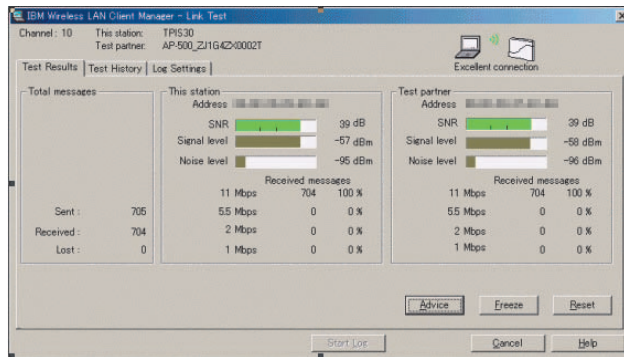 IBM Wireless LAN Client Manager - Link Test
Channel: 10 This station: TPIS30
Test partner: AP-500_ZJ1G4ZX0002T
Excellent connection
Test Results Test History Log Settings
Total messages
Sent: 705
Received: 704
Lost: 0
This station
Address
SNR 39 dB
Signal level -57 dBm
Noise level -95 dBm
Received messages
11 Mbps 704 100 %
5.5 Mbps 0 0 %
2 Mbps 0 0 %
1 Mbps 0 0 %
Test partner
Address
SNR 39 dB
Signal level -58 dBm
Noise level -96 dBm
Received messages
11 Mbps 704 100 %
5.5 Mbps 0 0 %
2 Mbps 0 0 %
1 Mbps 0 0 %
Advice Freeze Reset
Start Log Cancel Help